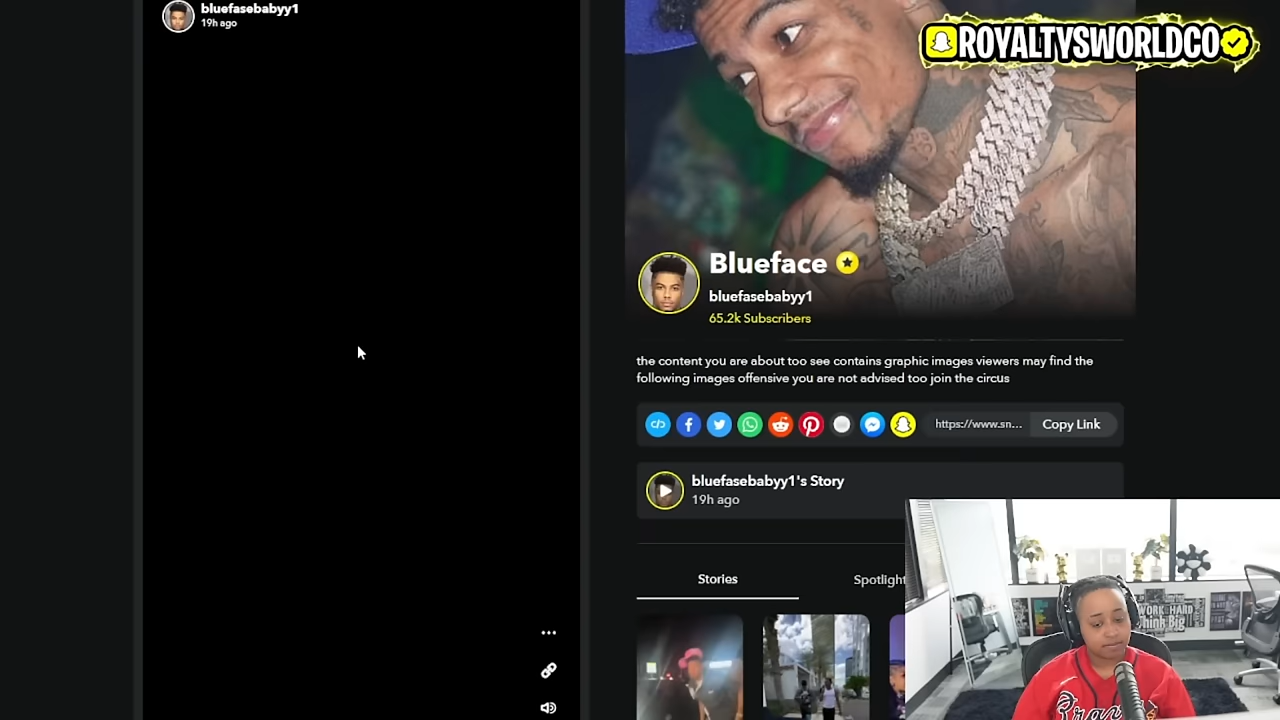 bluefasebabyy1
19h ago
ROYALTYSWORLDCO
Blueface
bluefasebabyy1
65.2k Subscribers
the content you are about too see contains graphic images viewers may find the
following images offensive you are not advised too join the circus
https://www.sn... Copy Link
bluefasebabyy1's Story
19h ago
Stories Spotlight
WORK HARD
Think Big